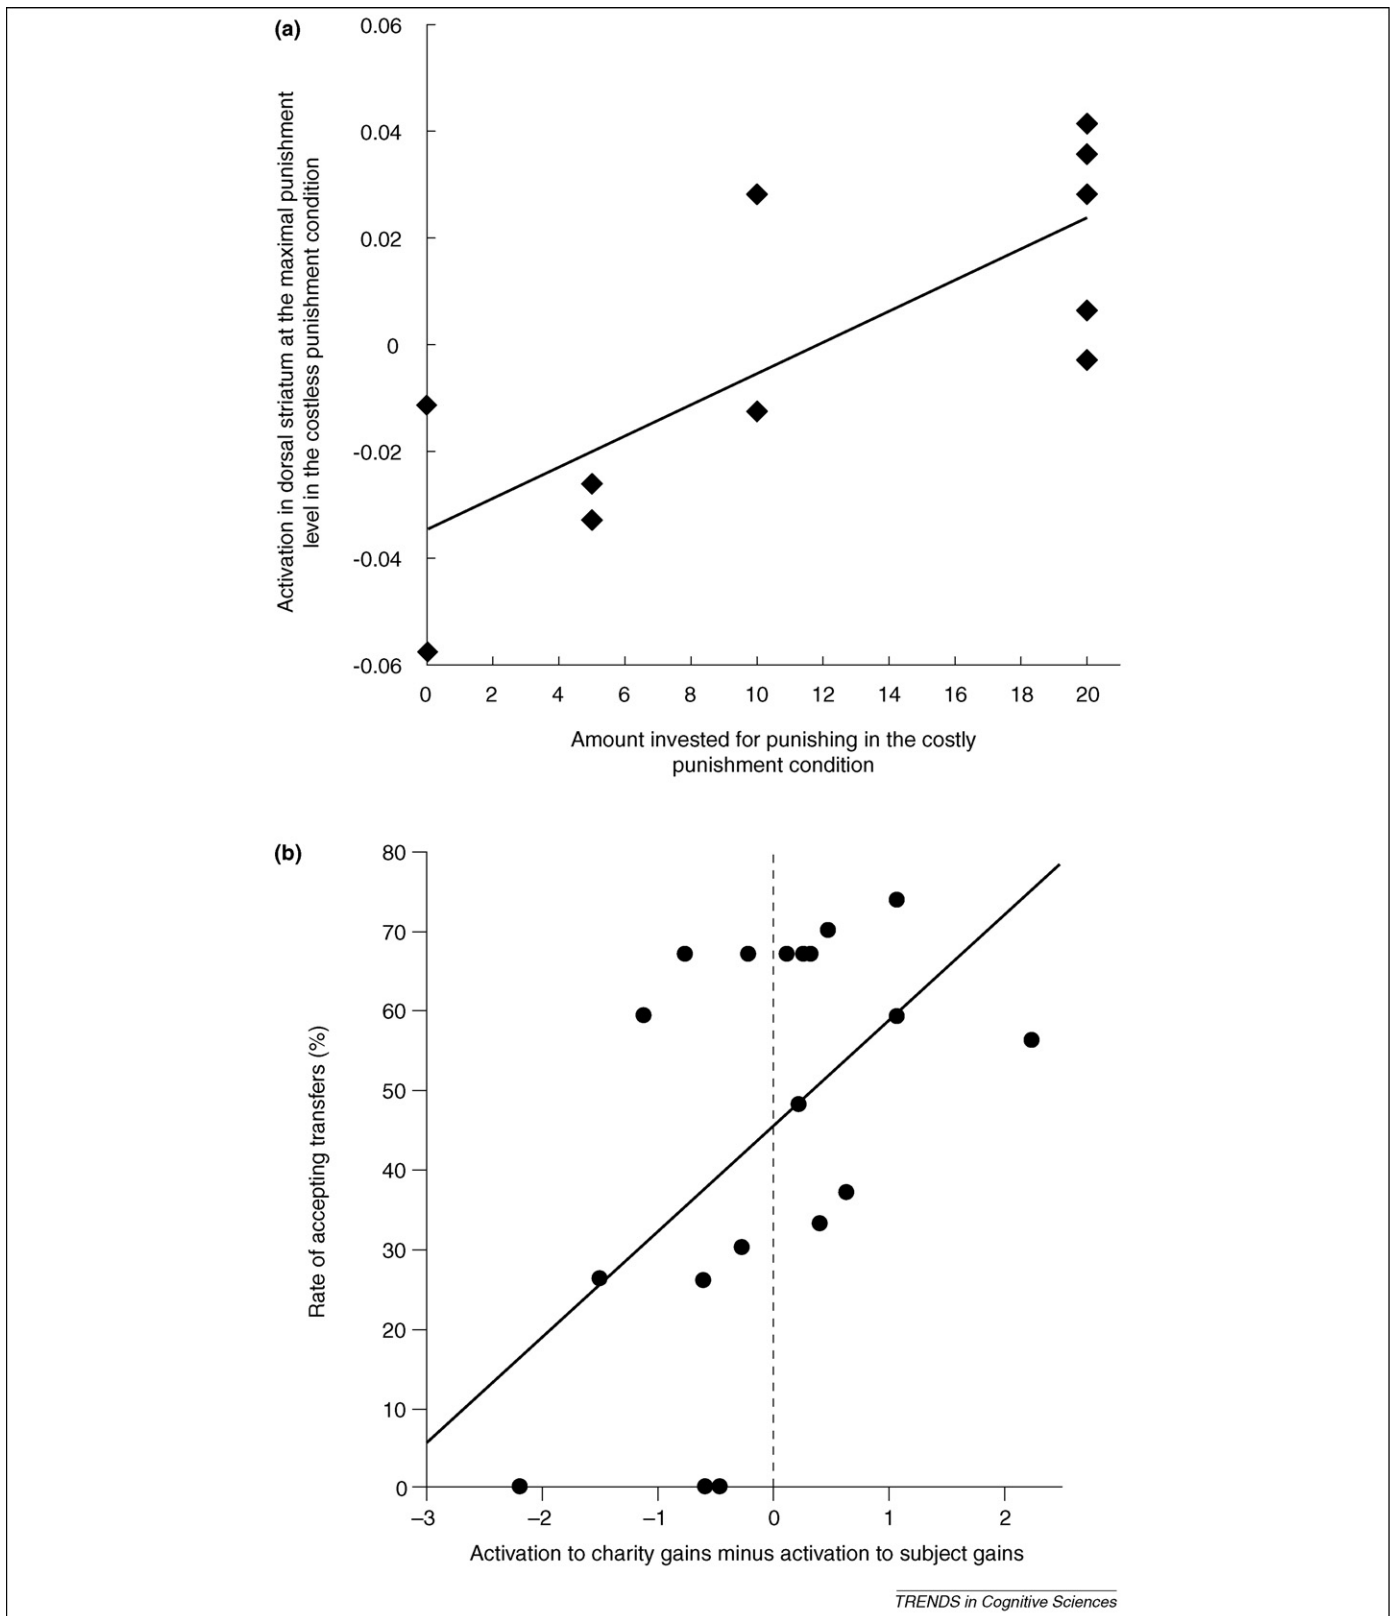 (a)
0.06
0.04
0.02
0
-0.02
-0.04
-0.06
Activation in dorsal striatum at the maximal punishment
level in the costless punishment condition
0 2 4 6 8 10 12 14 16 18 20
Amount invested for punishing in the costly
punishment condition
(b)
80
70
60
50
40
30
20
10
0
Rate of accepting transfers (%)
–3 –2 –1 0 1 2
Activation to charity gains minus activation to subject gains
TRENDS in Cognitive Sciences